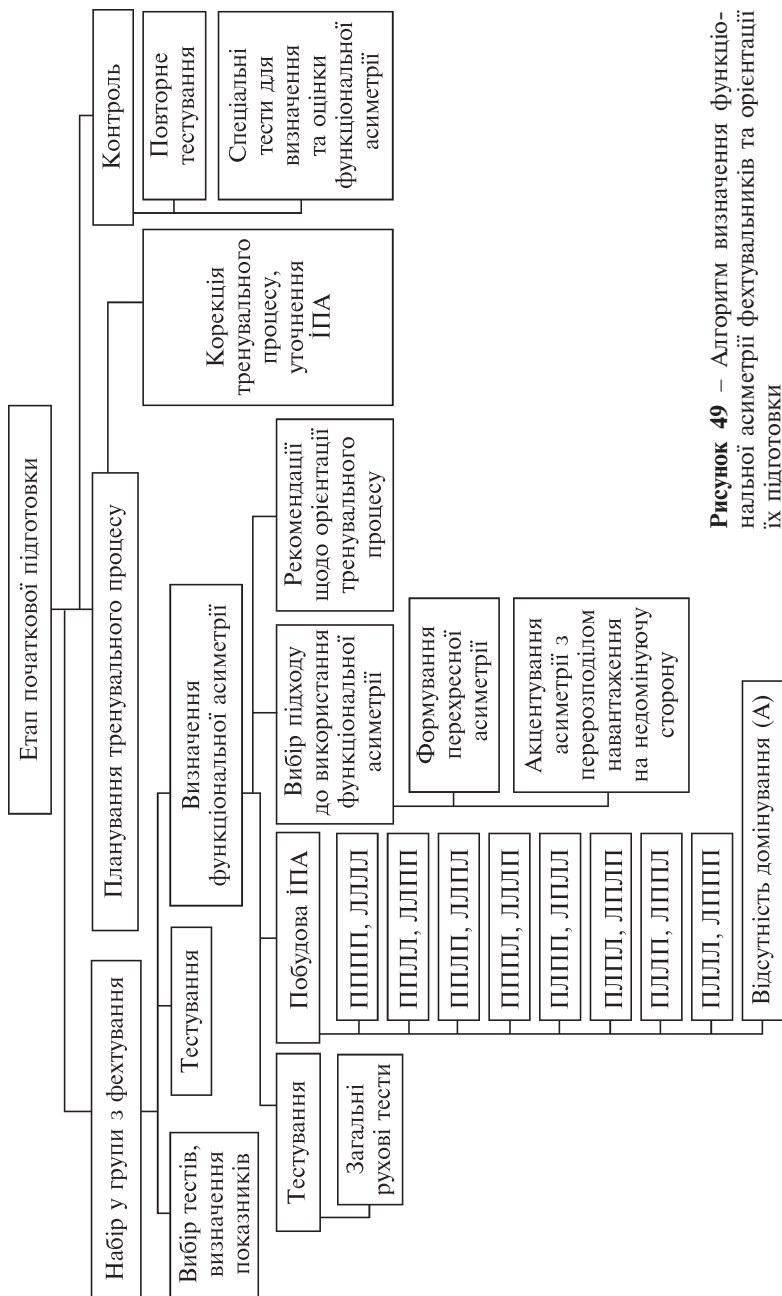 Етап початкової підготовки
Набір у групи з фехтування
Планування тренувального процесу
Контроль
Вибір тестів,
визначення
показників
Тестування
Визначення
функціональної асиметрії
Корекція
тренувального
процесу,
уточнення
ІПА
Повторне
тестування
Спеціальні
тести для
визначення
та оцінки
функціональної
асиметрії
Тестування
Загальні
рухові тести
Побудова ІПА
ПППП, ЛЛЛЛ
ППЛЛ, ЛЛПП
ППЛП, ЛЛПЛ
ПППЛ, ЛЛЛП
ПЛПП, ЛПЛЛ
ПЛПЛ, ЛПЛП
ПЛЛП, ЛППЛ
ПЛЛЛ, ЛППП
Відсутність домінування (А)
Вибір підходу
до використання
функціональної
асиметрії
Формування
перехресної
асиметрії
Акцентування
асиметрії з
перерозподілом
навантаження
на недомінуючу
сторону
Рекомендації
щодо орієнтації
тренувального
процесу
Рисунок 49 – Алгоритм визначення функціо-
нальної асиметрії фехтувальників та орієнтації
їх підготовки